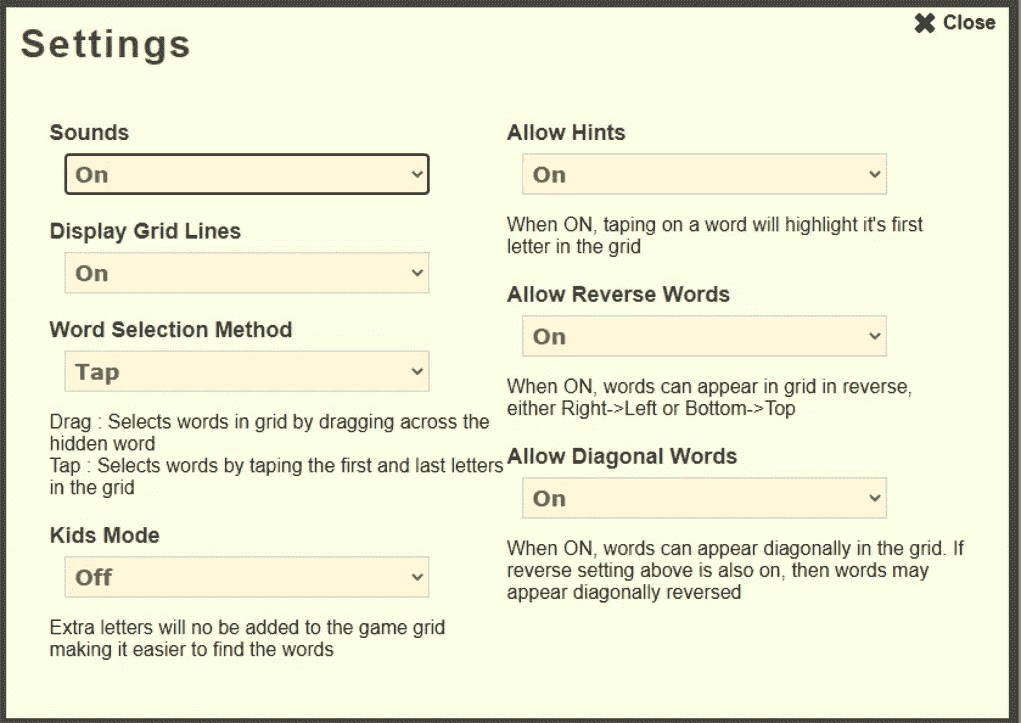 Close
Settings
Sounds
On
Display Grid Lines
On
Word Selection Method
Tap
Drag : Selects words in grid by dragging across the
hidden word
Tap : Selects words by taping the first and last letters
in the grid
Kids Mode
Off
Extra letters will no be added to the game grid
making it easier to find the words
Allow Hints
On
When ON, taping on a word will highlight it's first
letter in the grid
Allow Reverse Words
On
When ON, words can appear in grid in reverse,
either Right->Left or Bottom->Top
Allow Diagonal Words
On
When ON, words can appear diagonally in the grid. If
reverse setting above is also on, then words may
appear diagonally reversed